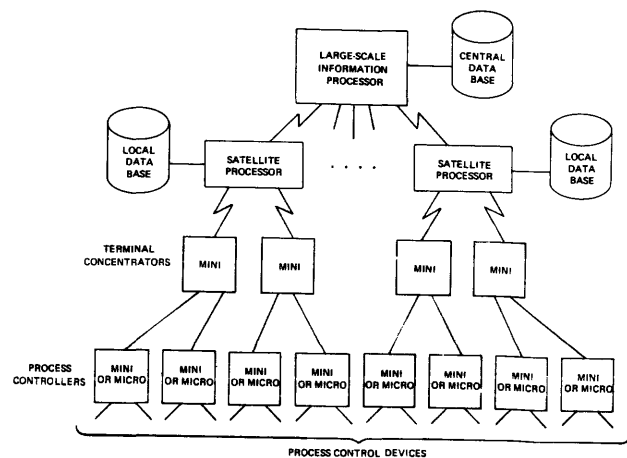 LARGE-SCALE
INFORMATION
PROCESSOR
CENTRAL
DATA
BASE
LOCAL
DATA
BASE
SATELLITE
PROCESSOR
. . . .
SATELLITE
PROCESSOR
LOCAL
DATA
BASE
TERMINAL
CONCENTRATORS
MINI
MINI
MINI
MINI
PROCESS
CONTROLLERS
MINI
OR MICRO
MINI
OR MICRO
MINI
OR MICRO
MINI
OR MICRO
MINI
OR MICRO
MINI
OR MICRO
MINI
OR MICRO
MINI
OR MICRO
PROCESS CONTROL DEVICES